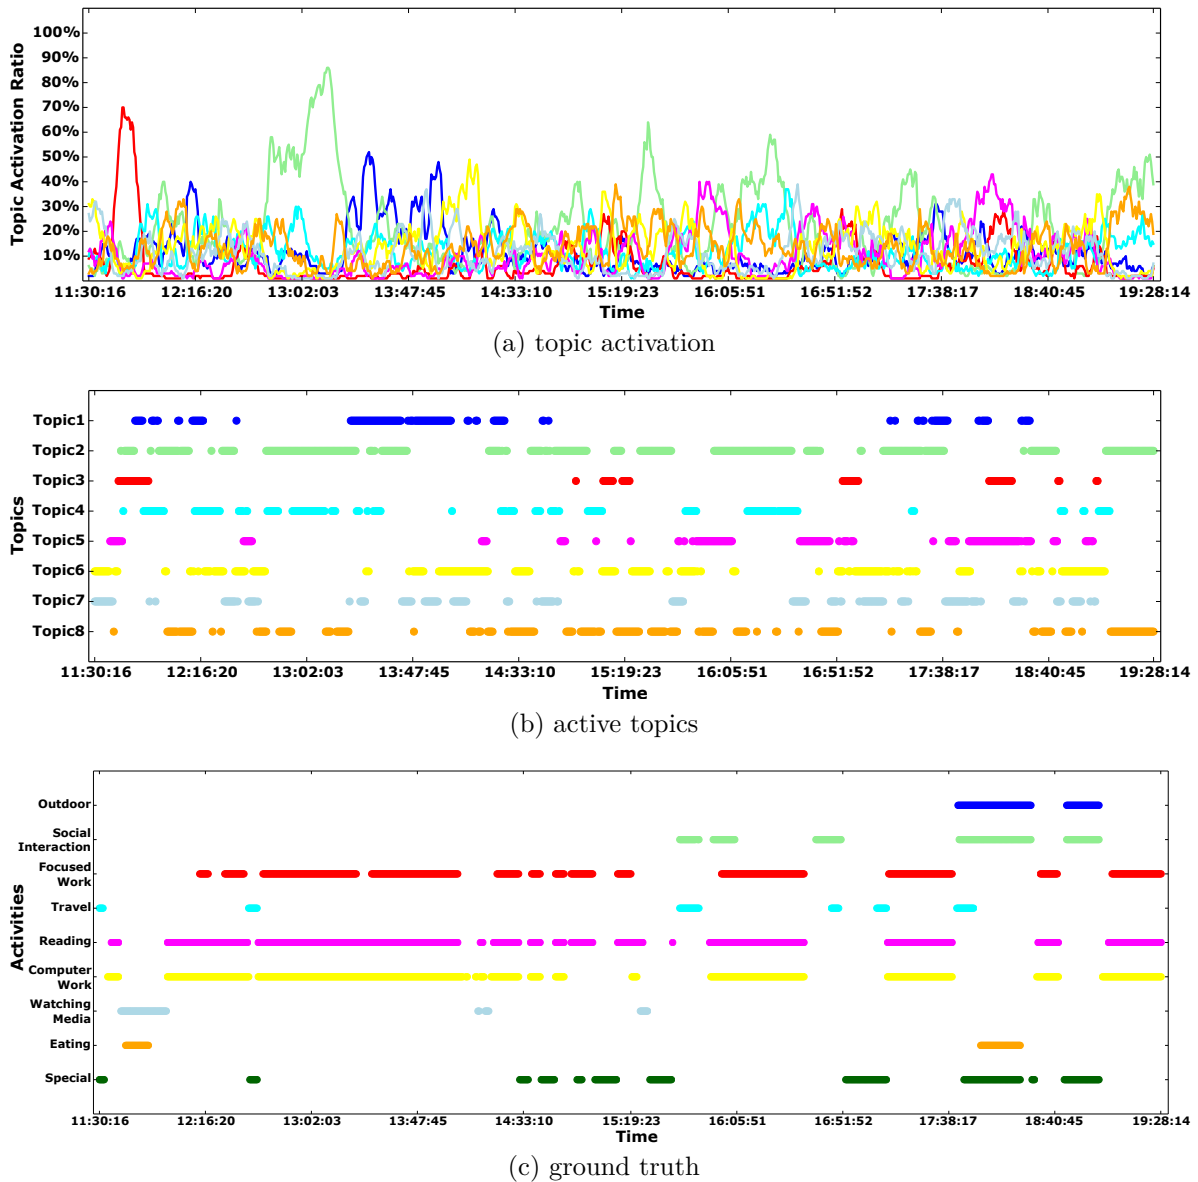 100%
90%
80%
70%
60%
50%
40%
30%
20%
10%
Topic Activation Ratio
11:30:16 12:16:20 13:02:03 13:47:45 14:33:10 15:19:23 16:05:51 16:51:52 17:38:17 18:40:45 19:28:14
Time
(a) topic activation
Topic1
Topic2
Topic3
Topic4
Topic5
Topic6
Topic7
Topic8
Topics
11:30:16 12:16:20 13:02:03 13:47:45 14:33:10 15:19:23 16:05:51 16:51:52 17:38:17 18:40:45 19:28:14
Time
(b) active topics
Outdoor
Social
Interaction
Focused
Work
Travel
Reading
Computer
Work
Watching
Media
Eating
Special
Activities
11:30:16 12:16:20 13:02:03 13:47:45 14:33:10 15:19:23 16:05:51 16:51:52 17:38:17 18:40:45 19:28:14
Time
(c) ground truth